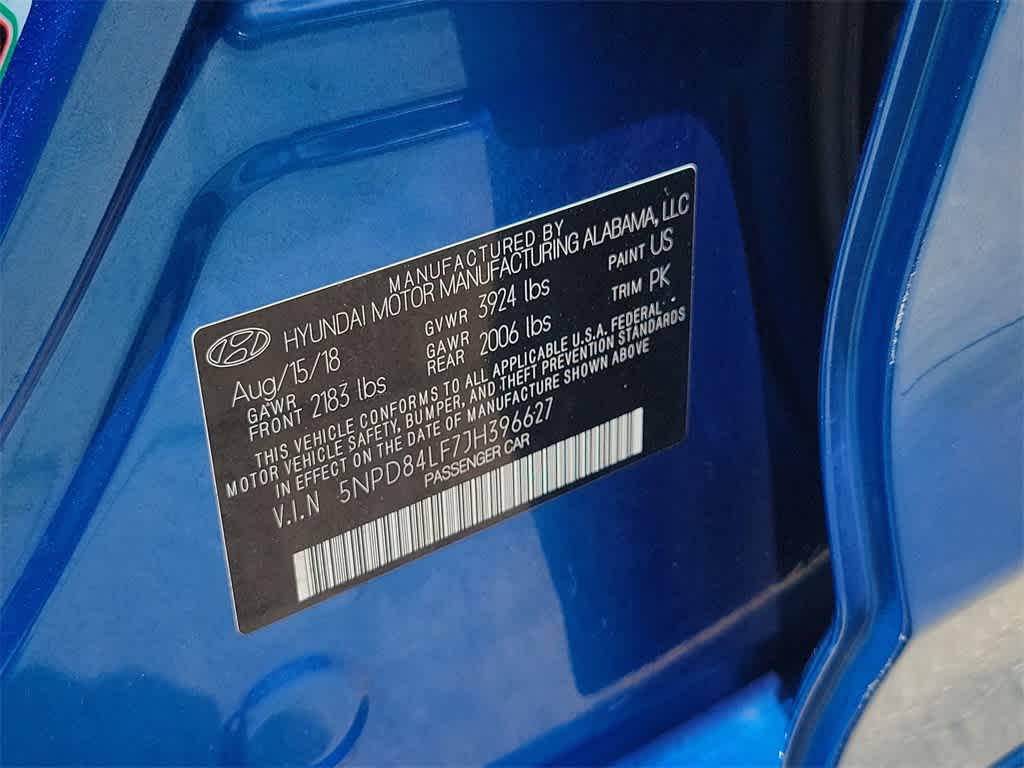 MANUFACTURED BY
HYUNDAI MOTOR MANUFACTURING ALABAMA, LLC
Aug/15/18 GVWR 3924 lbs PAINT US
GAWR FRONT 2183 lbs GAWR REAR 2006 lbs TRIM PK
THIS VEHICLE CONFORMS TO ALL APPLICABLE U.S.A. FEDERAL
MOTOR VEHICLE SAFETY, BUMPER, AND THEFT PREVENTION STANDARDS
IN EFFECT ON THE DATE OF MANUFACTURE SHOWN ABOVE
V.I.N 5NPD84LF7JH396627
PASSENGER CAR